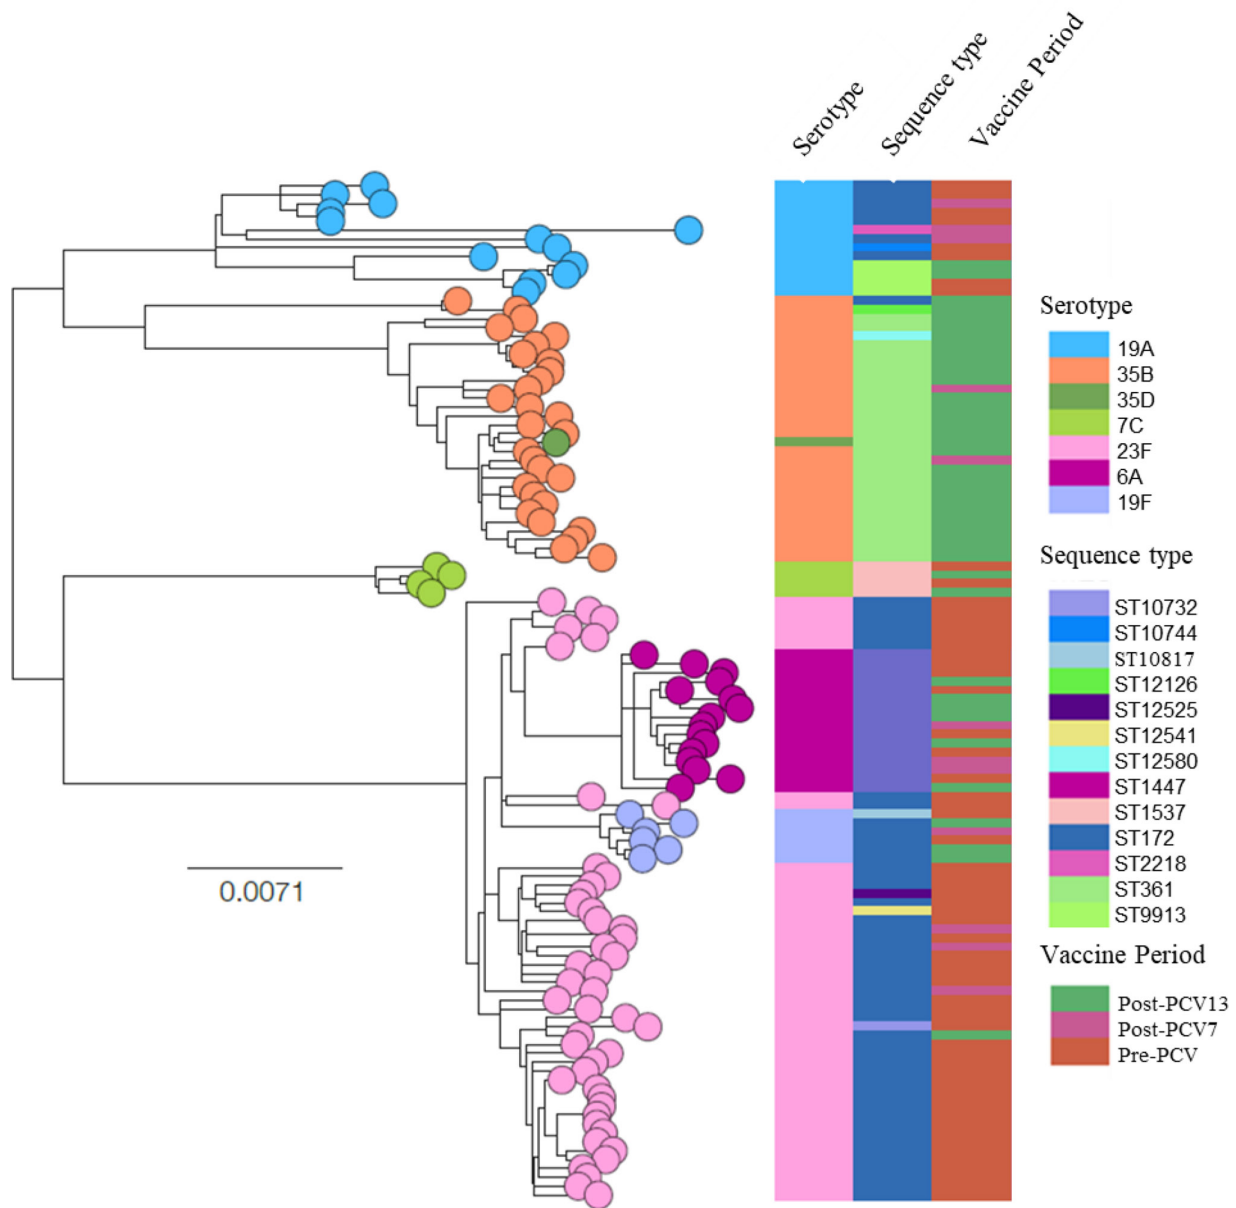 Serotype
Sequence type
Vaccine Period
Serotype
19A
35B
35D
7C
23F
6A
19F
Sequence type
ST10732
ST10744
ST10817
ST12126
ST12525
ST12541
ST12580
ST1447
ST1537
ST172
ST2218
ST361
ST9913
0.0071
Vaccine Period
Post-PCV13
Post-PCV7
Pre-PCV